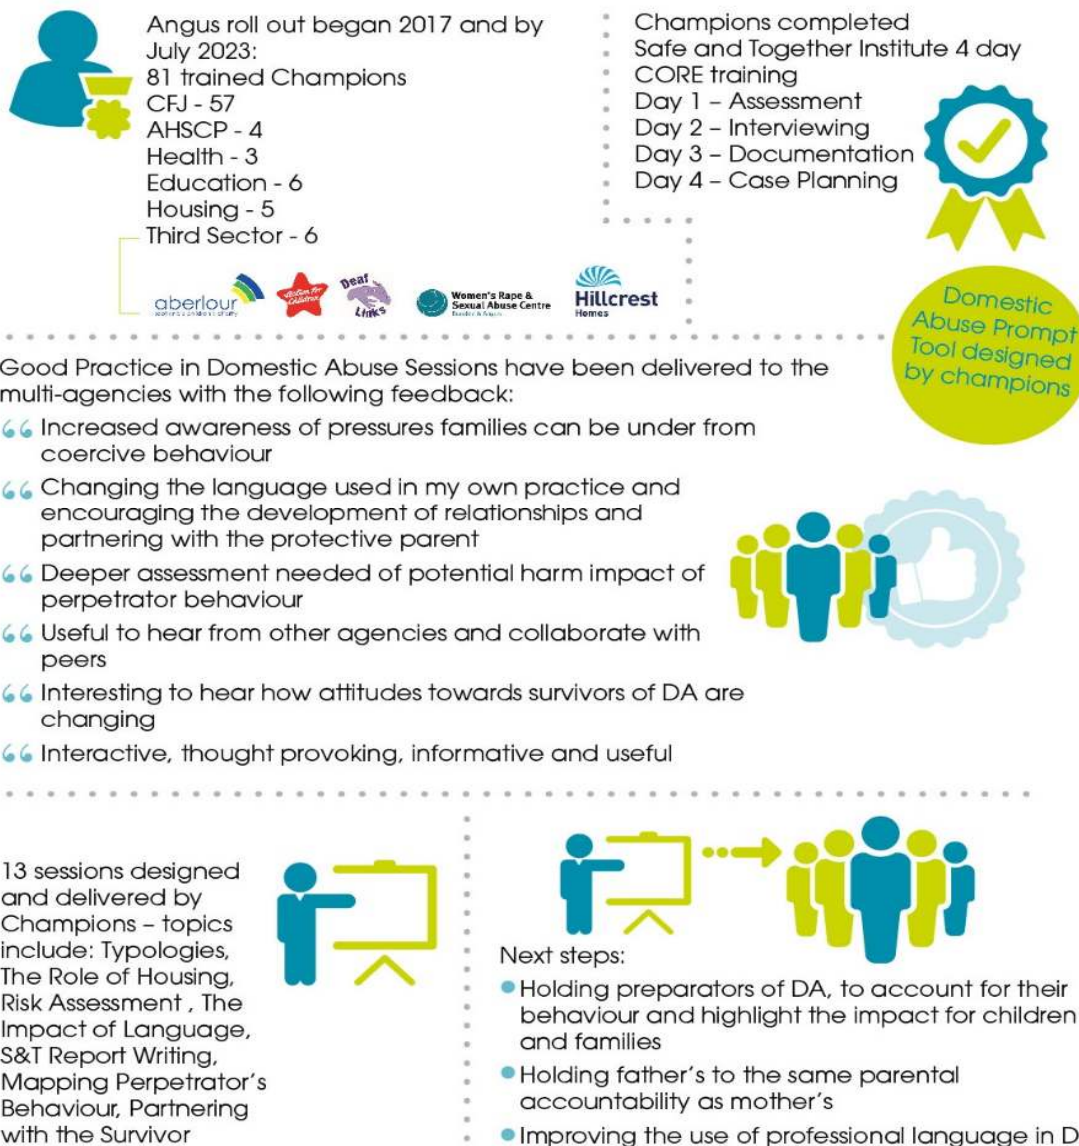 Angus roll out began 2017 and by
July 2023:
81 trained Champions
CFJ - 57
AHSCP - 4
Health - 3
Education - 6
Housing - 5
Third Sector - 6
aberlour
Action for
Children
Deaf
Links
Women's Rape &
Sexual Abuse Centre
Dundee & Angus
Hillcrest
Homes
Champions completed
Safe and Together Institute 4 day
CORE training
Day 1 – Assessment
Day 2 – Interviewing
Day 3 – Documentation
Day 4 – Case Planning
Domestic
Abuse Prompt
Tool designed
by champions
Good Practice in Domestic Abuse Sessions have been delivered to the
multi-agencies with the following feedback:
“ Increased awareness of pressures families can be under from
coercive behaviour
“ Changing the language used in my own practice and
encouraging the development of relationships and
partnering with the protective parent
“ Deeper assessment needed of potential harm impact of
perpetrator behaviour
“ Useful to hear from other agencies and collaborate with
peers
“ Interesting to hear how attitudes towards survivors of DA are
changing
“ Interactive, thought provoking, informative and useful
13 sessions designed
and delivered by
Champions – topics
include: Typologies,
The Role of Housing,
Risk Assessment , The
Impact of Language,
S&T Report Writing,
Mapping Perpetrator's
Behaviour, Partnering
with the Survivor
Next steps:
• Holding preparators of DA, to account for their
behaviour and highlight the impact for children
and families
• Holding father's to the same parental
accountability as mother's
• Improving the use of professional language in D